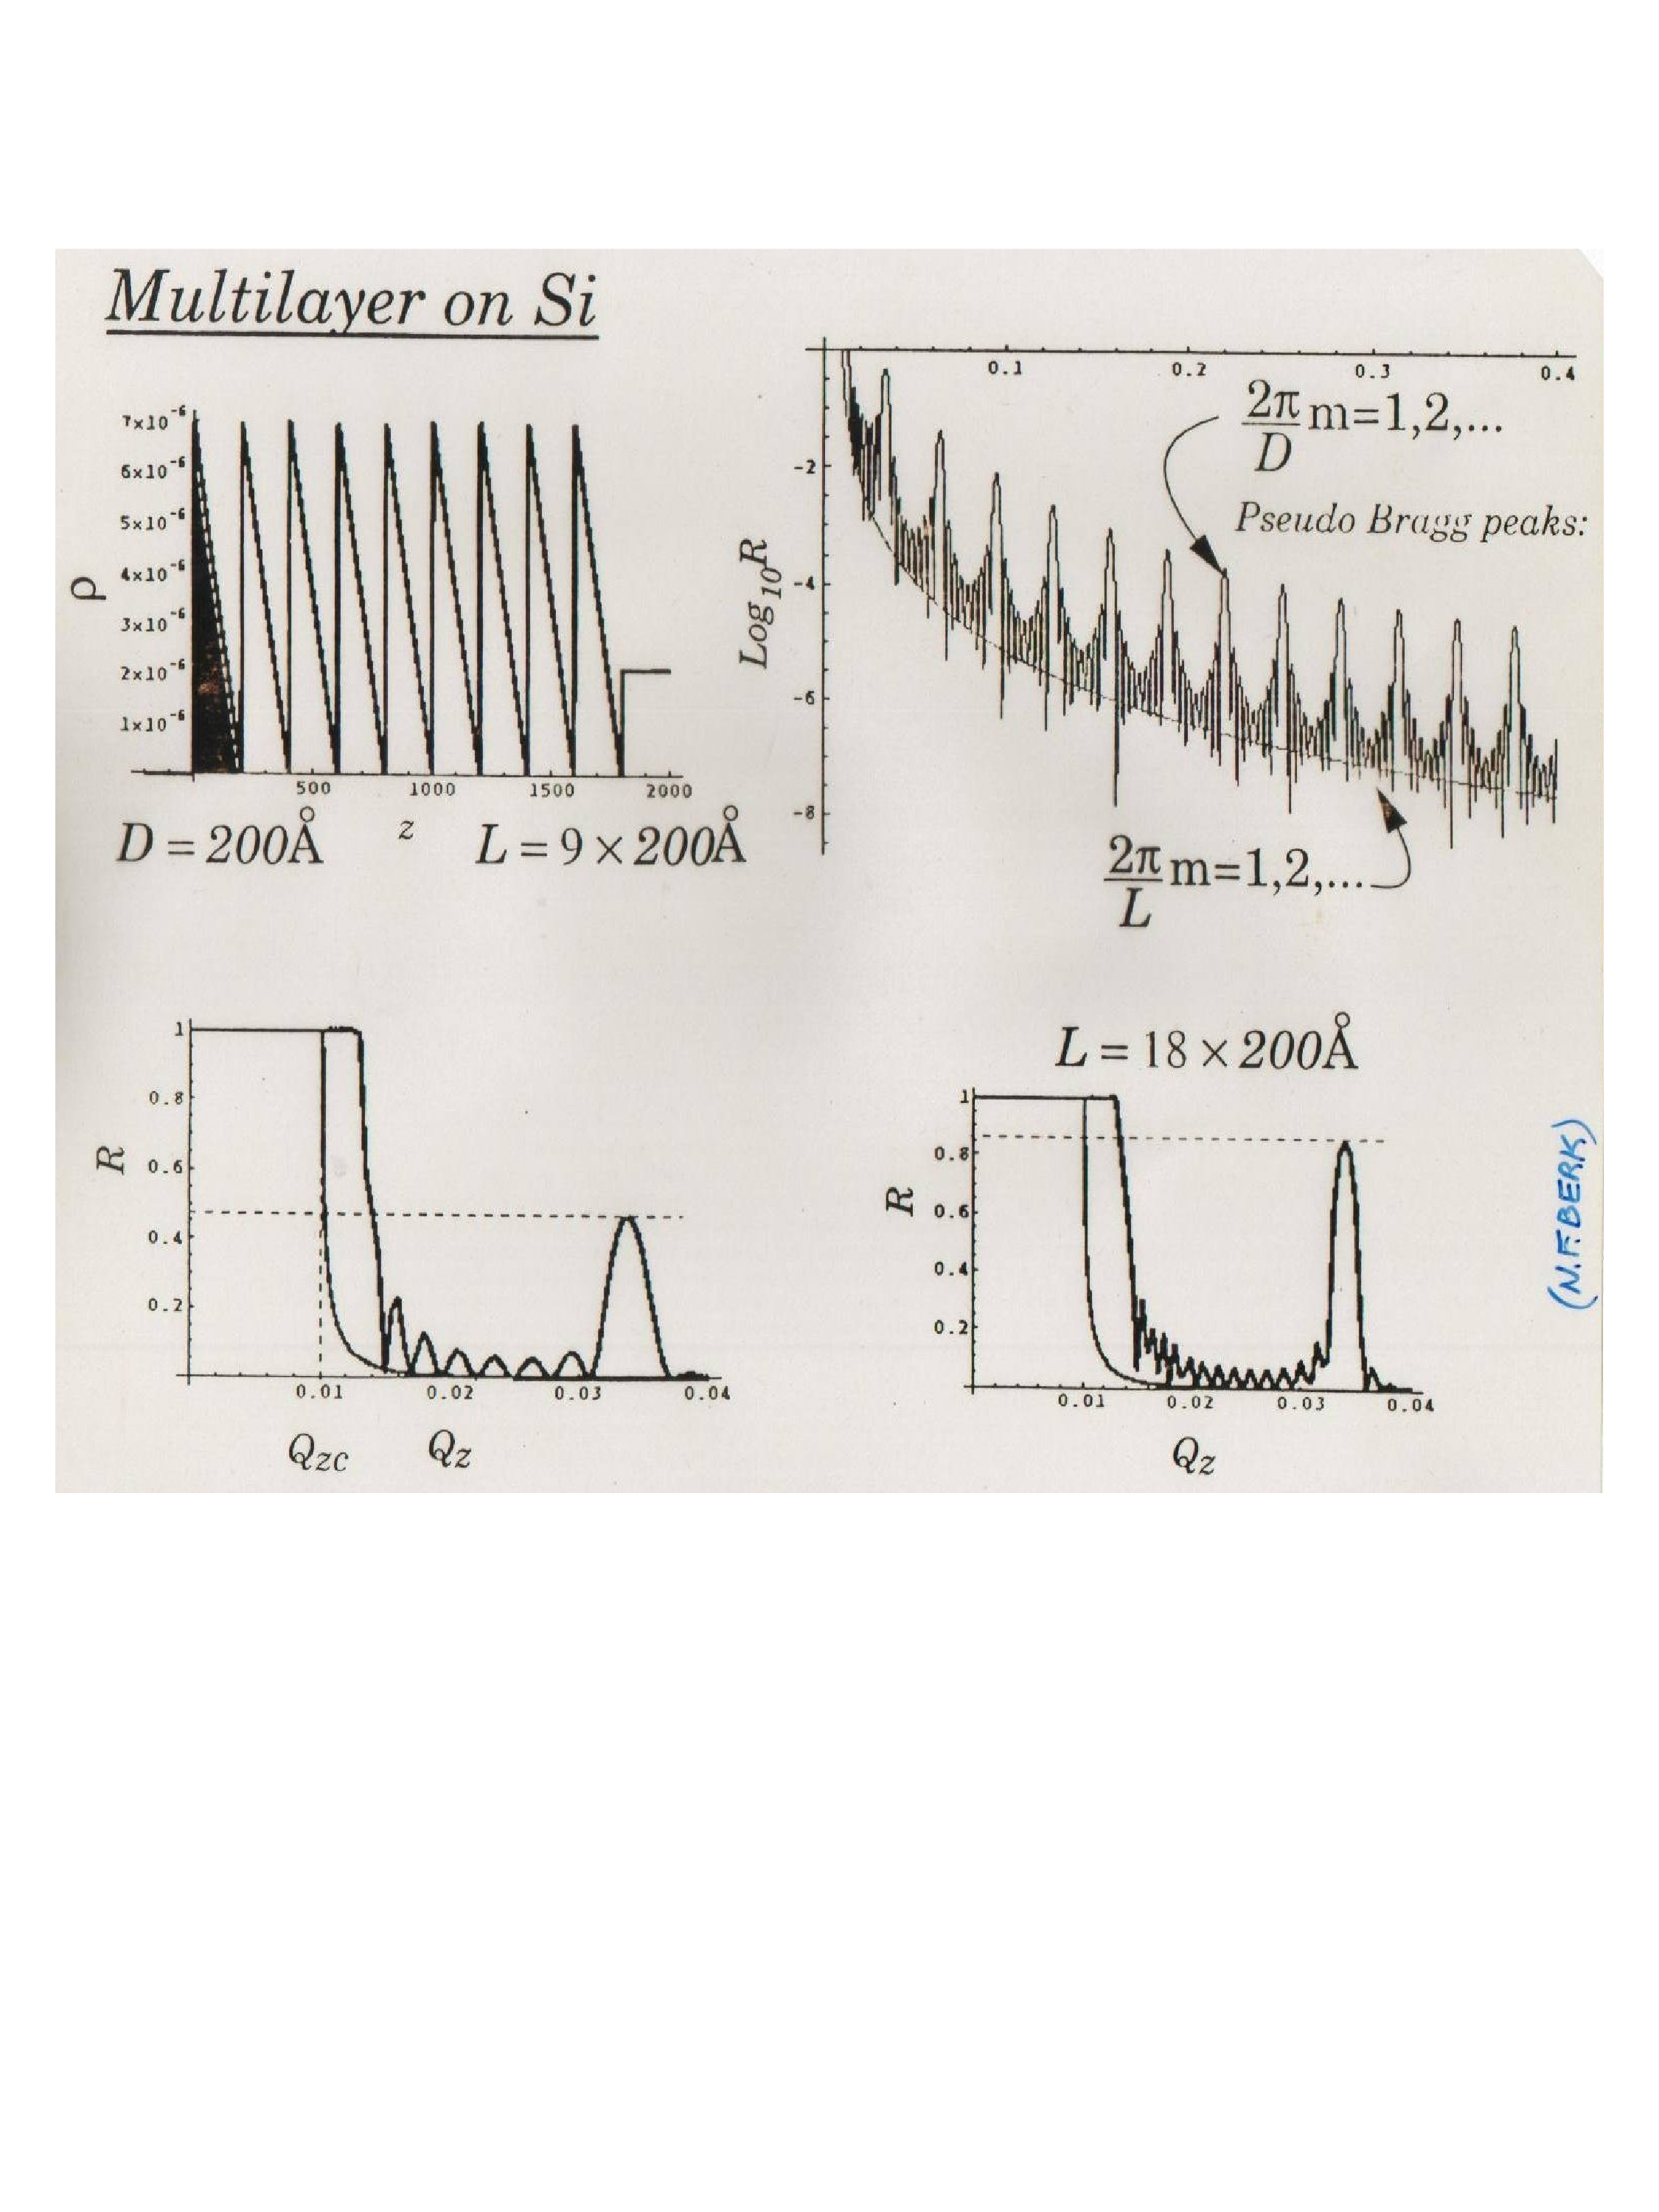 Multilayer on Si
7×10⁻⁶
6×10⁻⁶
5×10⁻⁶
4×10⁻⁶
3×10⁻⁶
2×10⁻⁶
1×10⁻⁶
ρ
500 1000 1500 2000
z
D = 200Å L = 9 × 200Å
0.1 0.2 0.3 0.4
-2
-4
-6
-8
Log₁₀R
2π/D m=1,2,...
Pseudo Bragg peaks:
2π/L m=1,2,...
1
0.8
0.6
0.4
0.2
R
0.01 0.02 0.03 0.04
Qzc Qz
L = 18 × 200Å
1
0.8
0.6
0.4
0.2
R
0.01 0.02 0.03 0.04
Qz
(N.F.BERK)